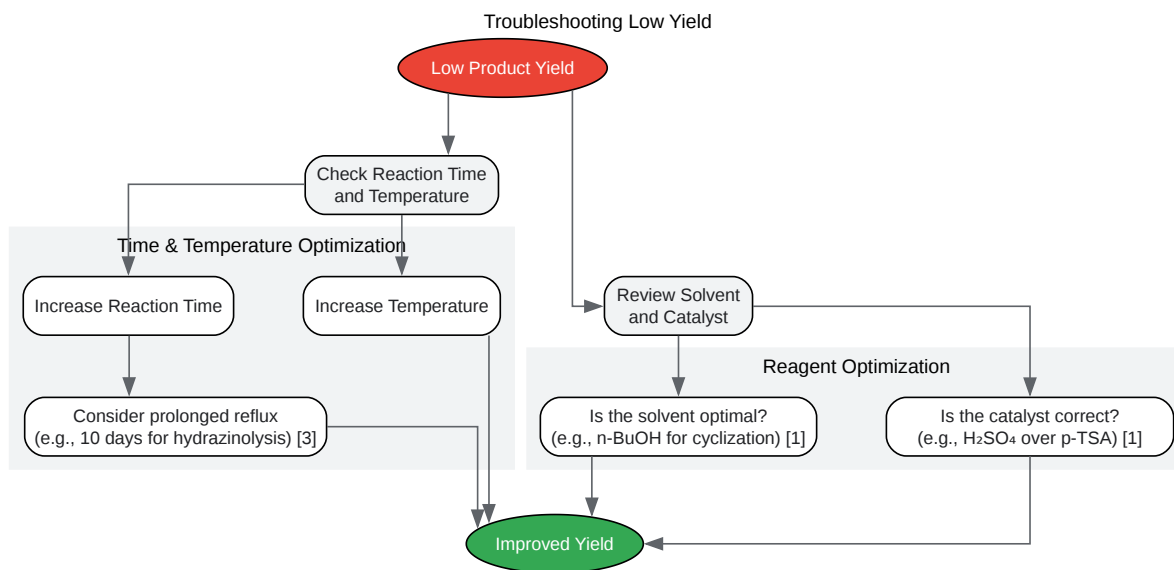 Troubleshooting Low Yield
Low Product Yield
Check Reaction Time
and Temperature
Time & Temperature Optimization
Increase Reaction Time
Increase Temperature
Review Solvent
and Catalyst
Reagent Optimization
Consider prolonged reflux
(e.g., 10 days for hydrazinolysis) [3]
Is the solvent optimal?
(e.g., n-BuOH for cyclization) [1]
Is the catalyst correct?
(e.g., H₂SO₄ over p-TSA) [1]
Improved Yield